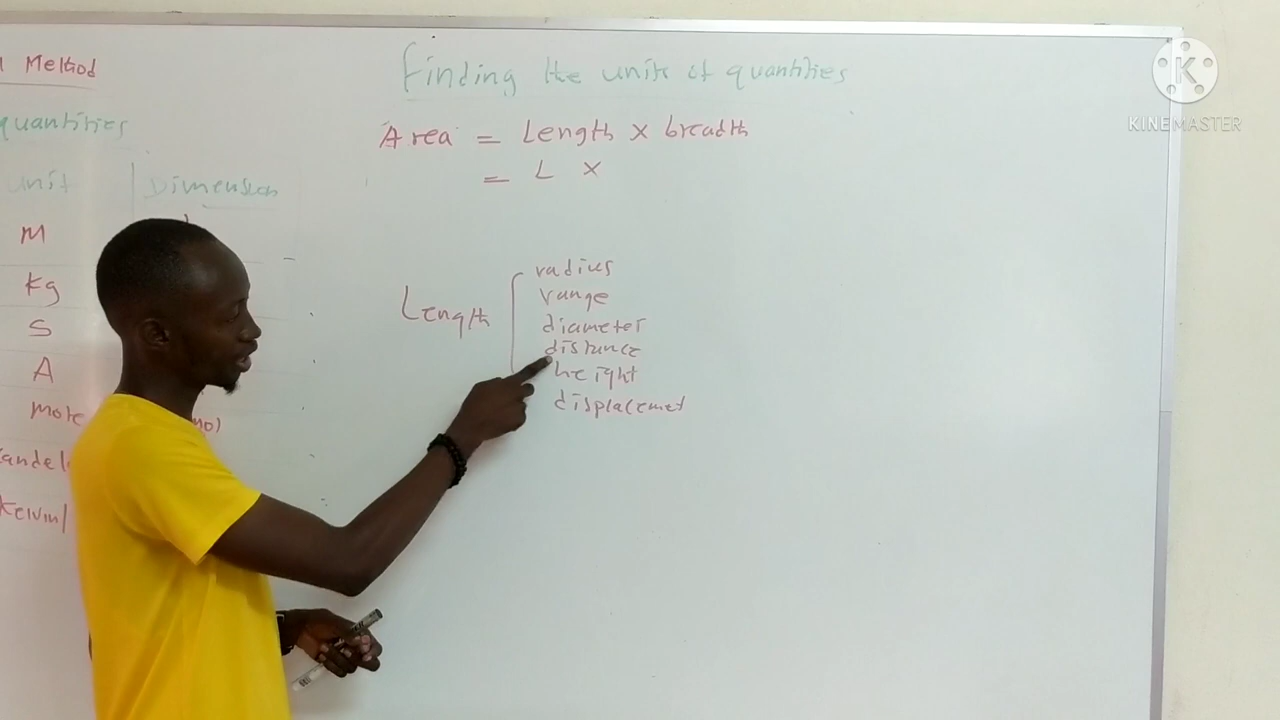 Method
quantities
unit | Dimension
M
Kg
S
A
Mole
Kelvin/
Finding the units of quantities
Area = Length × breadth
= L ×
Length
radius
range
diameter
distance
height
displacemet
K
KINEMASTER